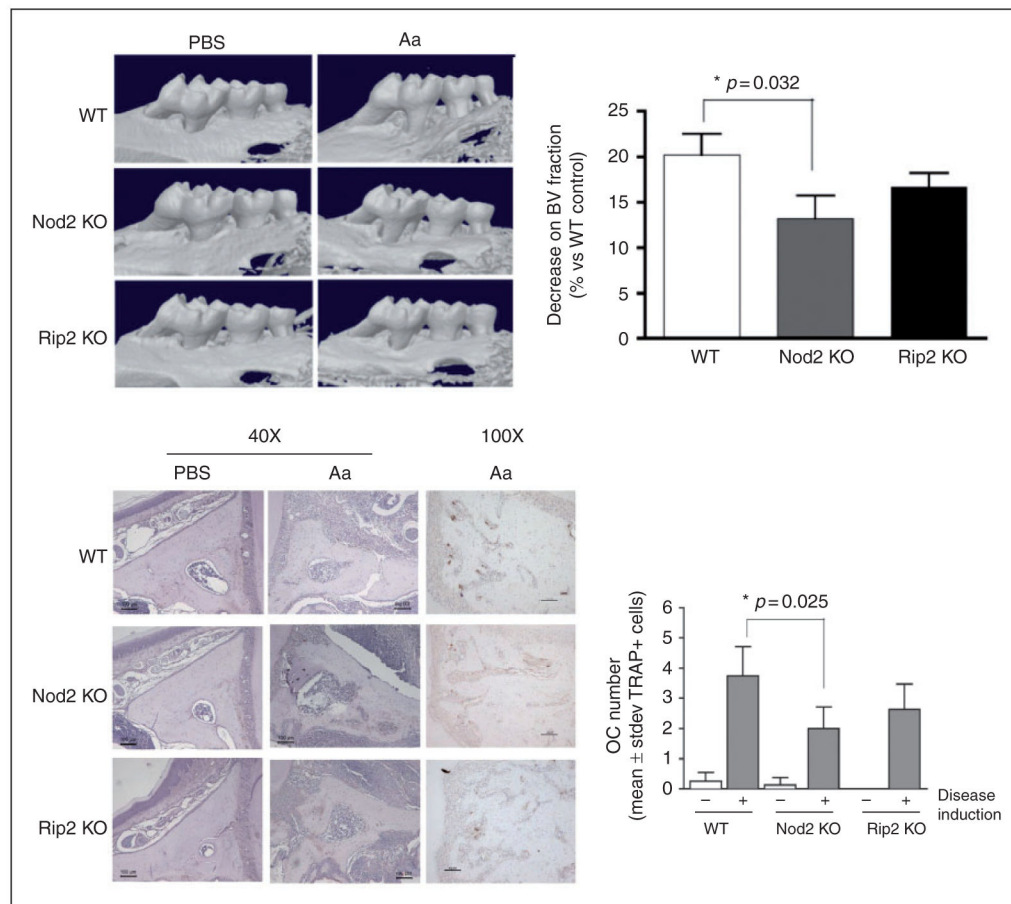 PBS Aa
WT
Nod2 KO
Rip2 KO
* p = 0.032
Decrease on BV fraction
(% vs WT control)
25
20
15
10
5
0
WT Nod2 KO Rip2 KO
40X 100X
PBS Aa Aa
WT
Nod2 KO
Rip2 KO
* p = 0.025
OC number
(mean ± stdev TRAP+ cells)
6
5
4
3
2
1
0
− + − + − + Disease
induction
WT Nod2 KO Rip2 KO